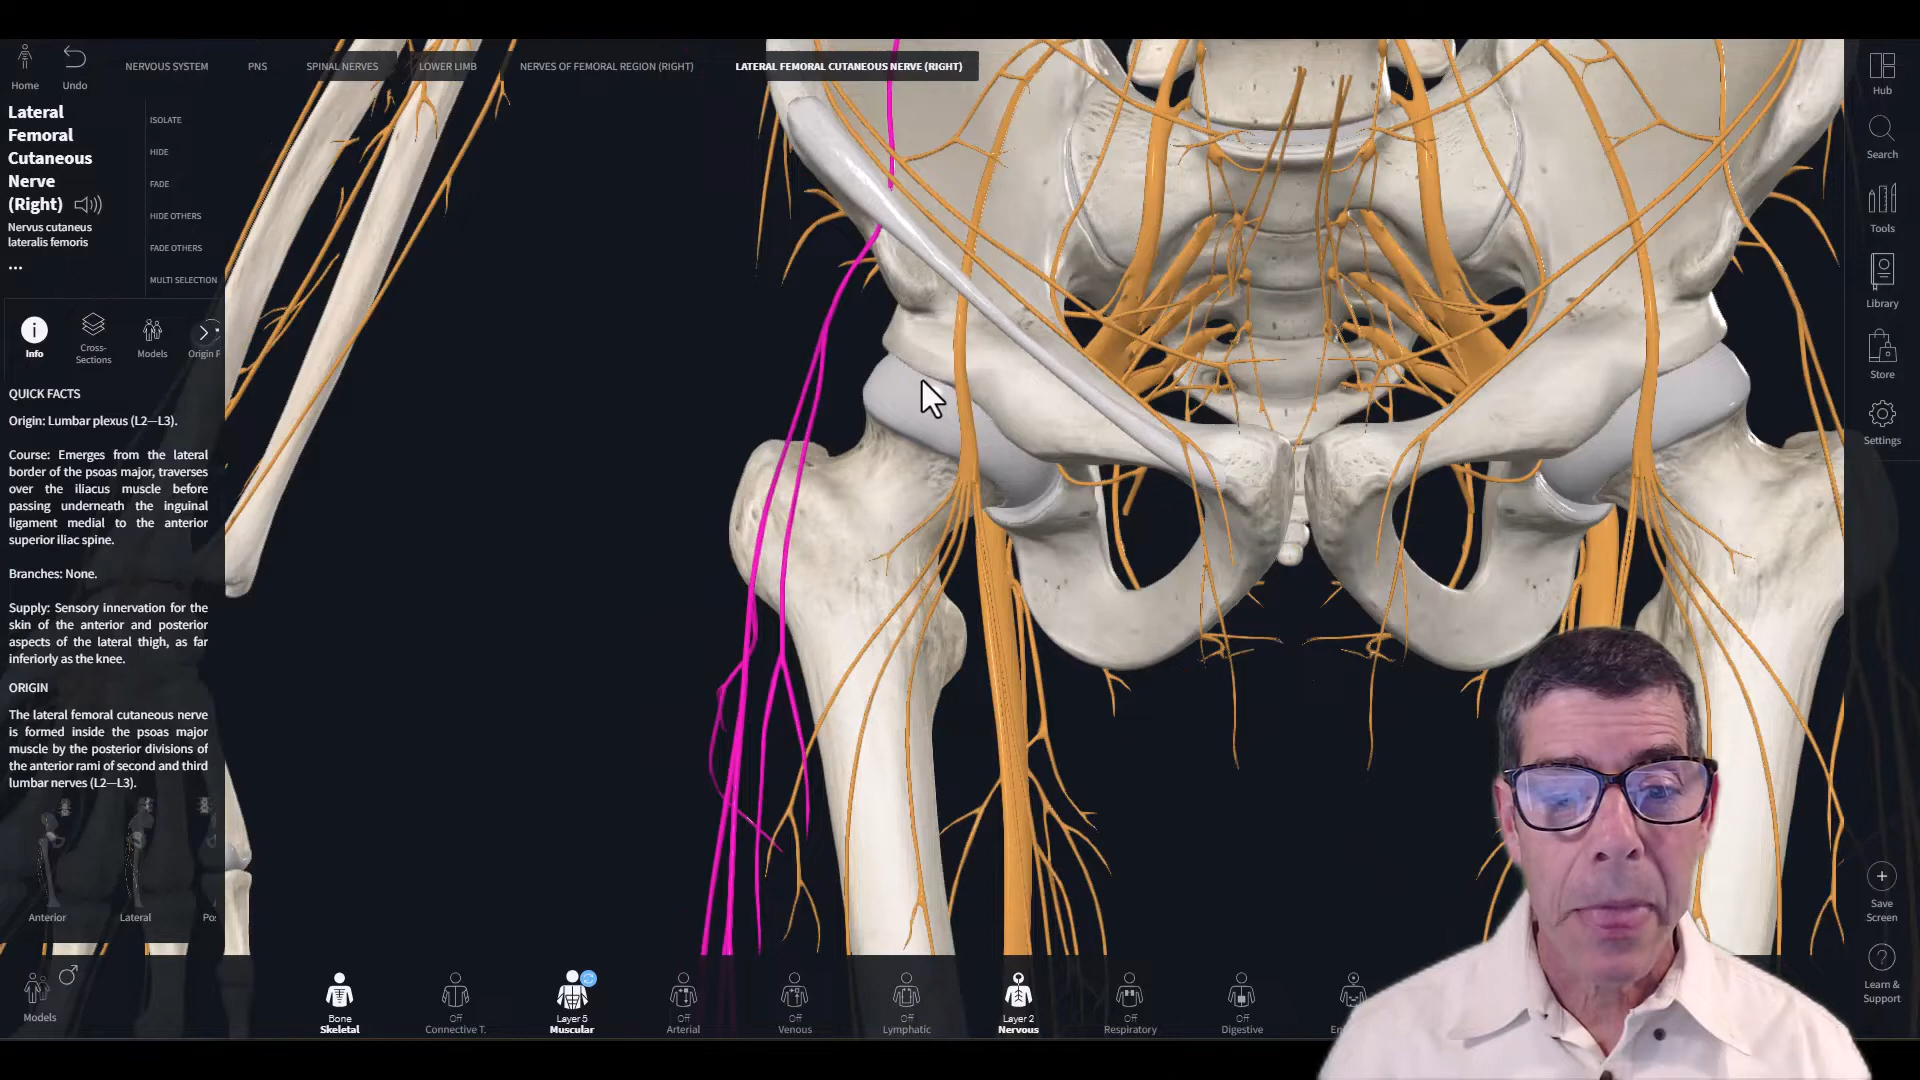 Home
Undo
NERVOUS SYSTEM
PNS
SPINAL NERVES
LOWER LIMB
NERVES OF FEMORAL REGION (RIGHT)
LATERAL FEMORAL CUTANEOUS NERVE (RIGHT)
Lateral
Femoral
Cutaneous
Nerve
(Right)
Nervus cutaneus
lateralis femoris
...
ISOLATE
HIDE
FADE
HIDE OTHERS
FADE OTHERS
MULTI SELECTION
Info
Cross-
Sections
Models
QUICK FACTS
Origin: Lumbar plexus (L2—L3).
Course: Emerges from the lateral
border of the psoas major, traverses
over the iliacus muscle before
passing underneath the inguinal
ligament medial to the anterior
superior iliac spine.
Branches: None.
Supply: Sensory innervation for the
skin of the anterior and posterior
aspects of the lateral thigh, as far
inferiorly as the knee.
ORIGIN
The lateral femoral cutaneous nerve
is formed inside the psoas major
muscle by the posterior divisions of
the anterior rami of second and third
lumbar nerves (L2—L3).
Anterior
Lateral
Models
Bone
Skeletal
Off
Connective T.
Layer 5
Muscular
Off
Arterial
Off
Venous
Off
Lymphatic
Layer 2
Nervous
Off
Respiratory
Off
Digestive
Off
Hub
Search
Tools
Library
Store
Settings
Save
Screen
Learn &
Support